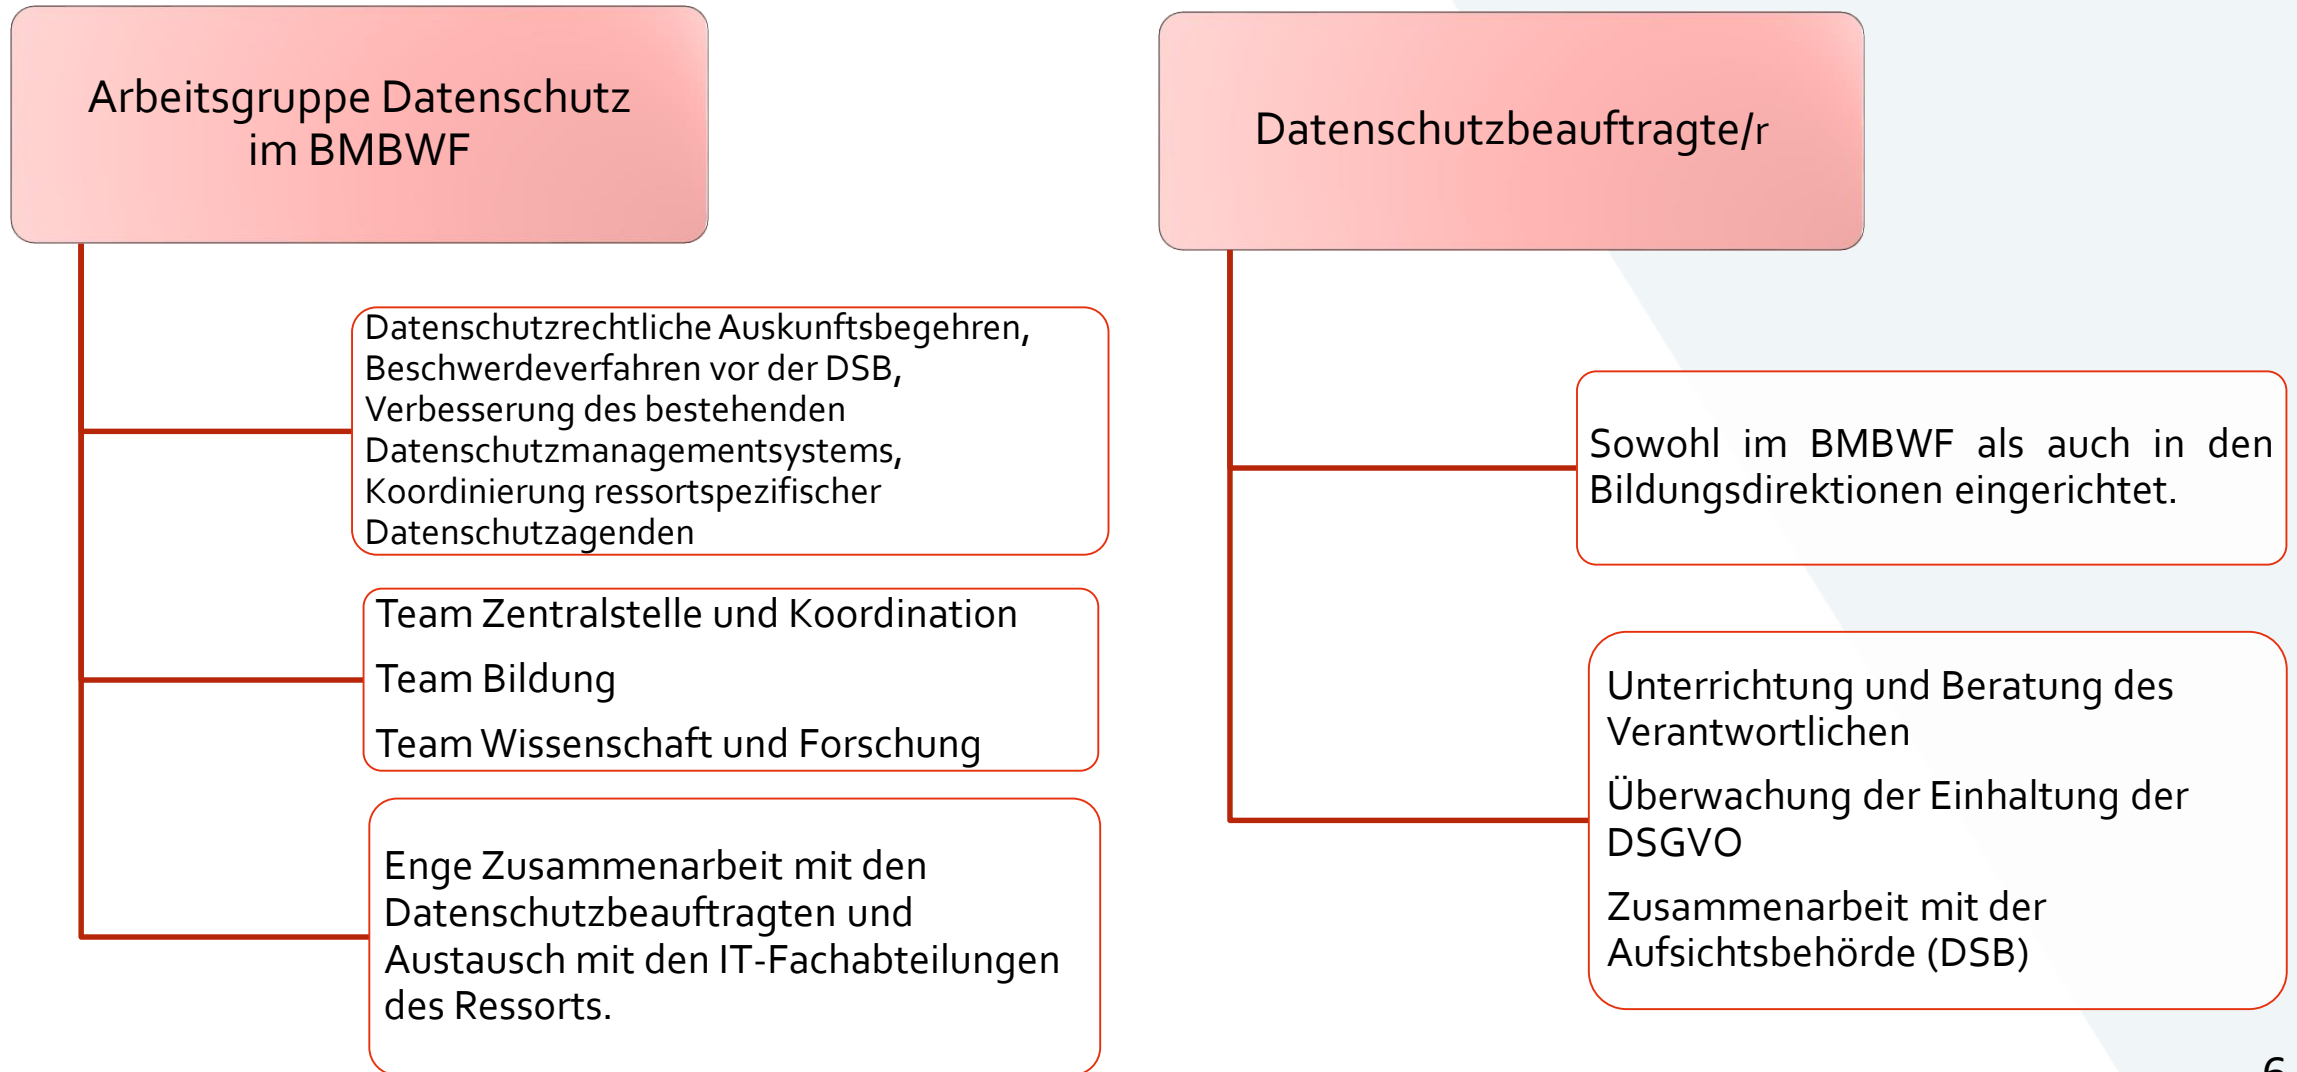 Arbeitsgruppe Datenschutz
im BMBWF
Datenschutzrechtliche Auskunftsbegehren,
Beschwerdeverfahren vor der DSB,
Verbesserung des bestehenden
Datenschutzmanagementsystems,
Koordinierung ressortspezifischer
Datenschutzagenden
Team Zentralstelle und Koordination
Team Bildung
Team Wissenschaft und Forschung
Enge Zusammenarbeit mit den
Datenschutzbeauftragten und
Austausch mit den IT-Fachabteilungen
des Ressorts.
Datenschutzbeauftragte/r
Sowohl im BMBWF als auch in den
Bildungsdirektionen eingerichtet.
Unterrichtung und Beratung des
Verantwortlichen
Überwachung der Einhaltung der
DSGVO
Zusammenarbeit mit der
Aufsichtsbehörde (DSB)
6